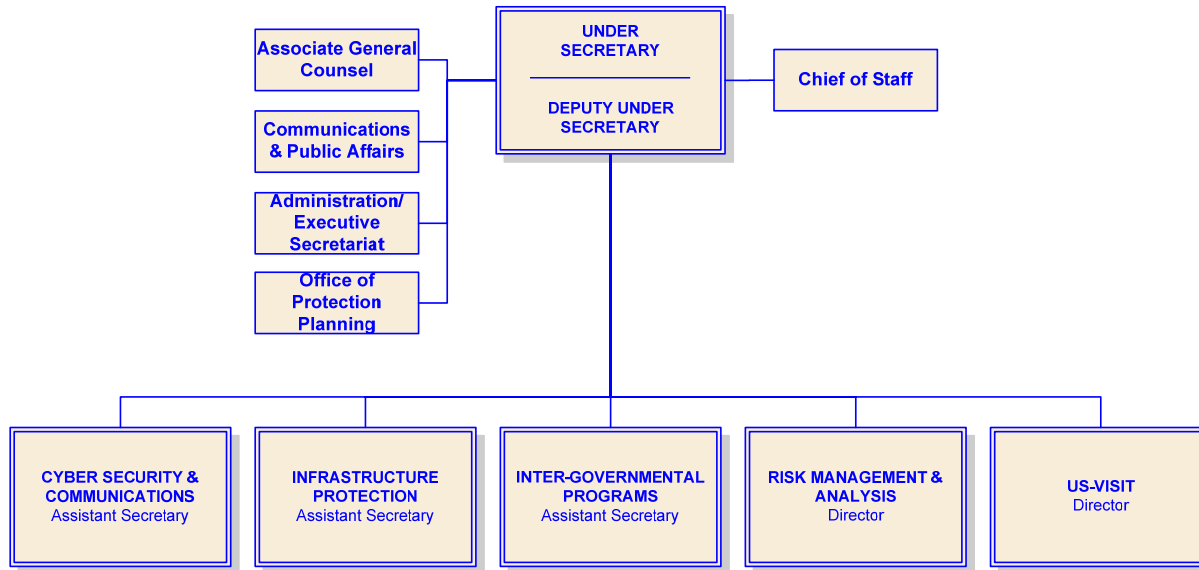 UNDER
SECRETARY
DEPUTY UNDER
SECRETARY
Associate General
Counsel
Communications
& Public Affairs
Administration/
Executive
Secretariat
Office of
Protection
Planning
Chief of Staff
CYBER SECURITY &
COMMUNICATIONS
Assistant Secretary
INFRASTRUCTURE
PROTECTION
Assistant Secretary
INTER-GOVERNMENTAL
PROGRAMS
Assistant Secretary
RISK MANAGEMENT &
ANALYSIS
Director
US-VISIT
Director